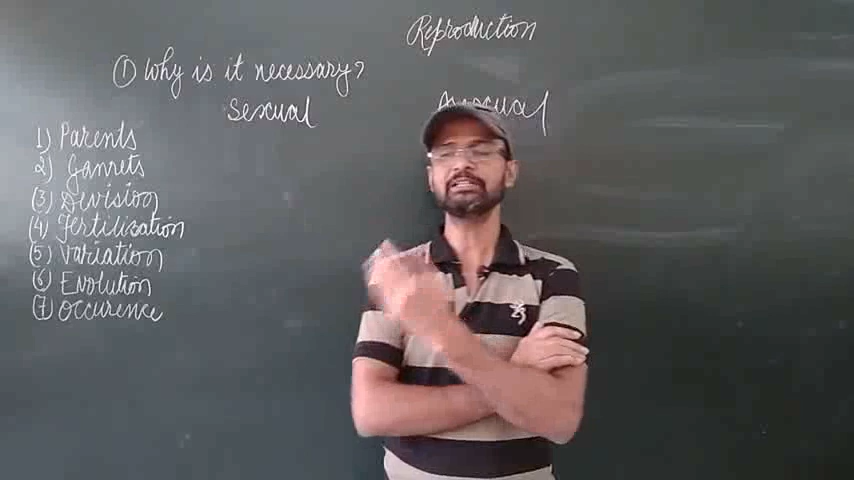 Reproduction
① Why is it necessary?
Sexual Asexual
1) Parents
2) Gamets
(3) Division
(4) Fertilization
(5) Variation
(6) Evolution
(7) Occurence